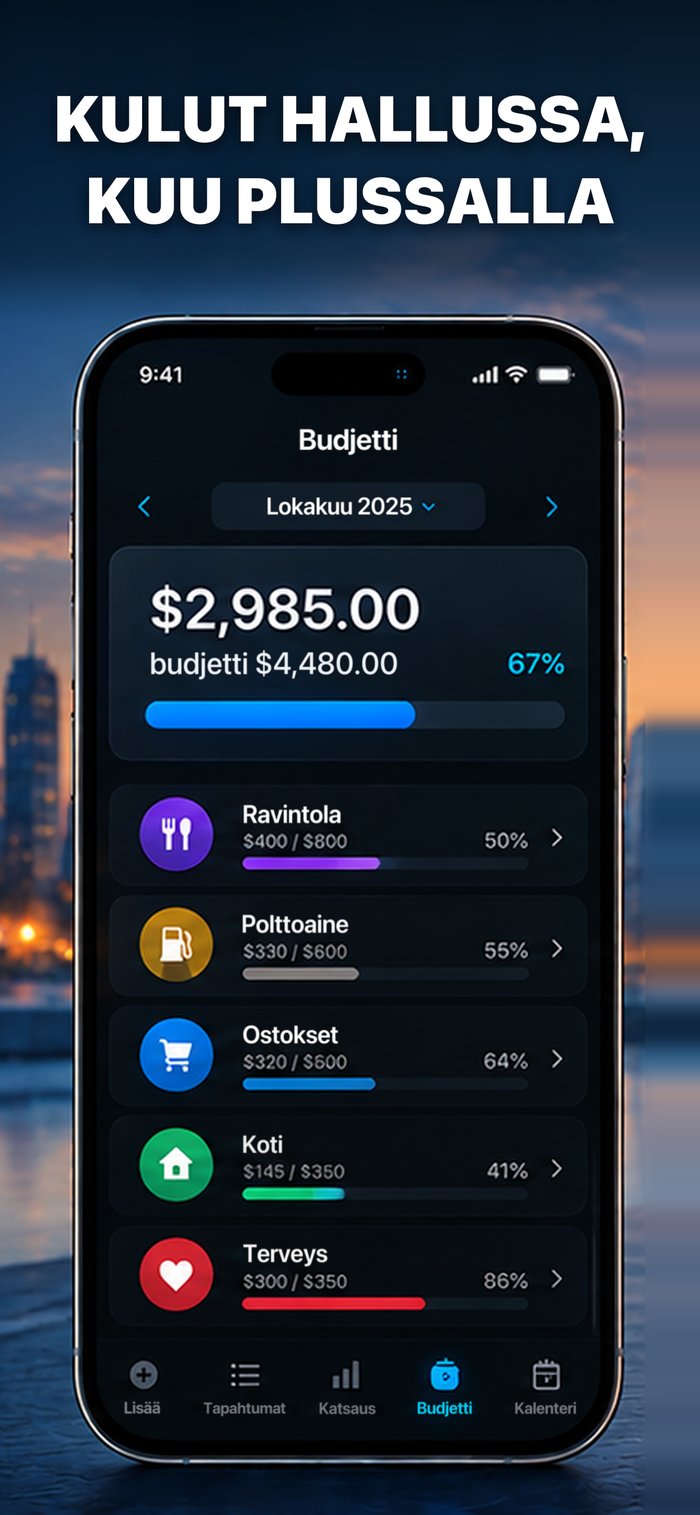 KULUT HALLUSSA,
KUU PLUSSALLA
9:41
Budjetti
Lokakuu 2025
$2,985.00
budjetti $4,480.00
67%
Ravintola
$400 / $800
50%
Polttoaine
$330 / $600
55%
Ostokset
$320 / $600
64%
Koti
$145 / $350
41%
Terveys
$300 / $350
86%
Lisää
Tapahtumat
Katsaus
Budjetti
Kalenteri